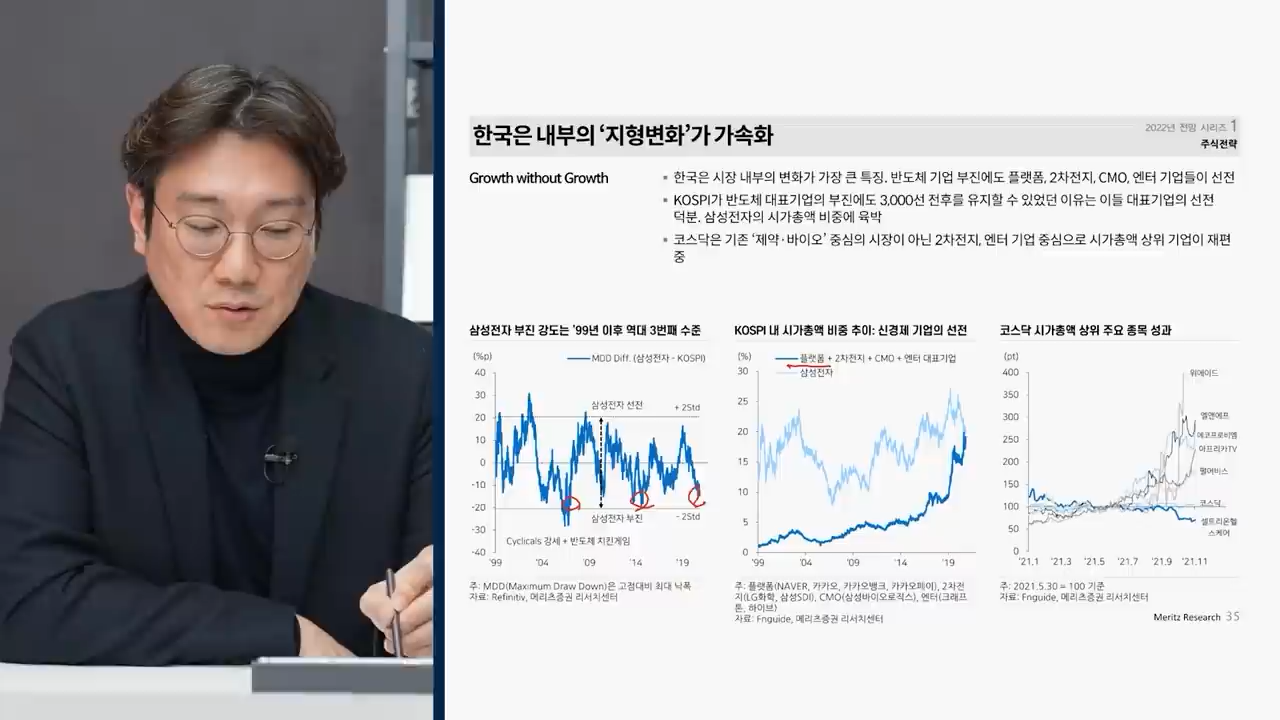 한국은 내부의 ‘지형변화’가 가속화
2022년 전망 시리즈 1
주식전략
Growth without Growth
▪ 한국은 시장 내부의 변화가 가장 큰 특징. 반도체 기업 부진에도 플랫폼, 2차전지, CMO, 엔터 기업들이 선전
▪ KOSPI가 반도체 대표기업의 부진에도 3,000선 전후를 유지할 수 있었던 이유는 이들 대표기업의 선전
덕분. 삼성전자의 시가총액 비중에 육박
▪ 코스닥은 기존 ‘제약·바이오’ 중심의 시장이 아닌 2차전지, 엔터 기업 중심으로 시가총액 상위 기업이 재편
중
삼성전자 부진 강도는 ’99년 이후 역대 3번째 수준
(%p)
MDD Diff. (삼성전자 - KOSPI)
40
30
20
10
0
-10
-20
-30
-40
삼성전자 선전
+ 2Std
삼성전자 부진
- 2Std
Cyclicals 강세 + 반도체 치킨게임
'99 '04 '09 '14 '19
주: MDD(Maximum Draw Down)은 고점대비 최대 낙폭
자료: Refinitiv, 메리츠증권 리서치센터
KOSPI 내 시가총액 비중 추이: 신경제 기업의 선전
(%)
플랫폼 + 2차전지 + CMO + 엔터 대표기업
삼성전자
30
25
20
15
10
5
0
'99 '04 '09 '14 '19
주: 플랫폼(NAVER, 카카오, 카카오뱅크, 카카오페이), 2차전
지(LG화학, 삼성SDI), CMO(삼성바이오로직스), 엔터(크래프
톤, 하이브)
자료: Fnguide, 메리츠증권 리서치센터
코스닥 시가총액 상위 주요 종목 성과
(pt)
400
350
300
250
200
150
100
50
0
위메이드
엘앤에프
에코프로비엠
아프리카TV
펄어비스
코스닥
셀트리온헬
스케어
'21.1 '21.3 '21.5 '21.7 '21.9 '21.11
주: 2021.5.30 = 100 기준
자료: Fnguide, 메리츠증권 리서치센터
Meritz Research 35